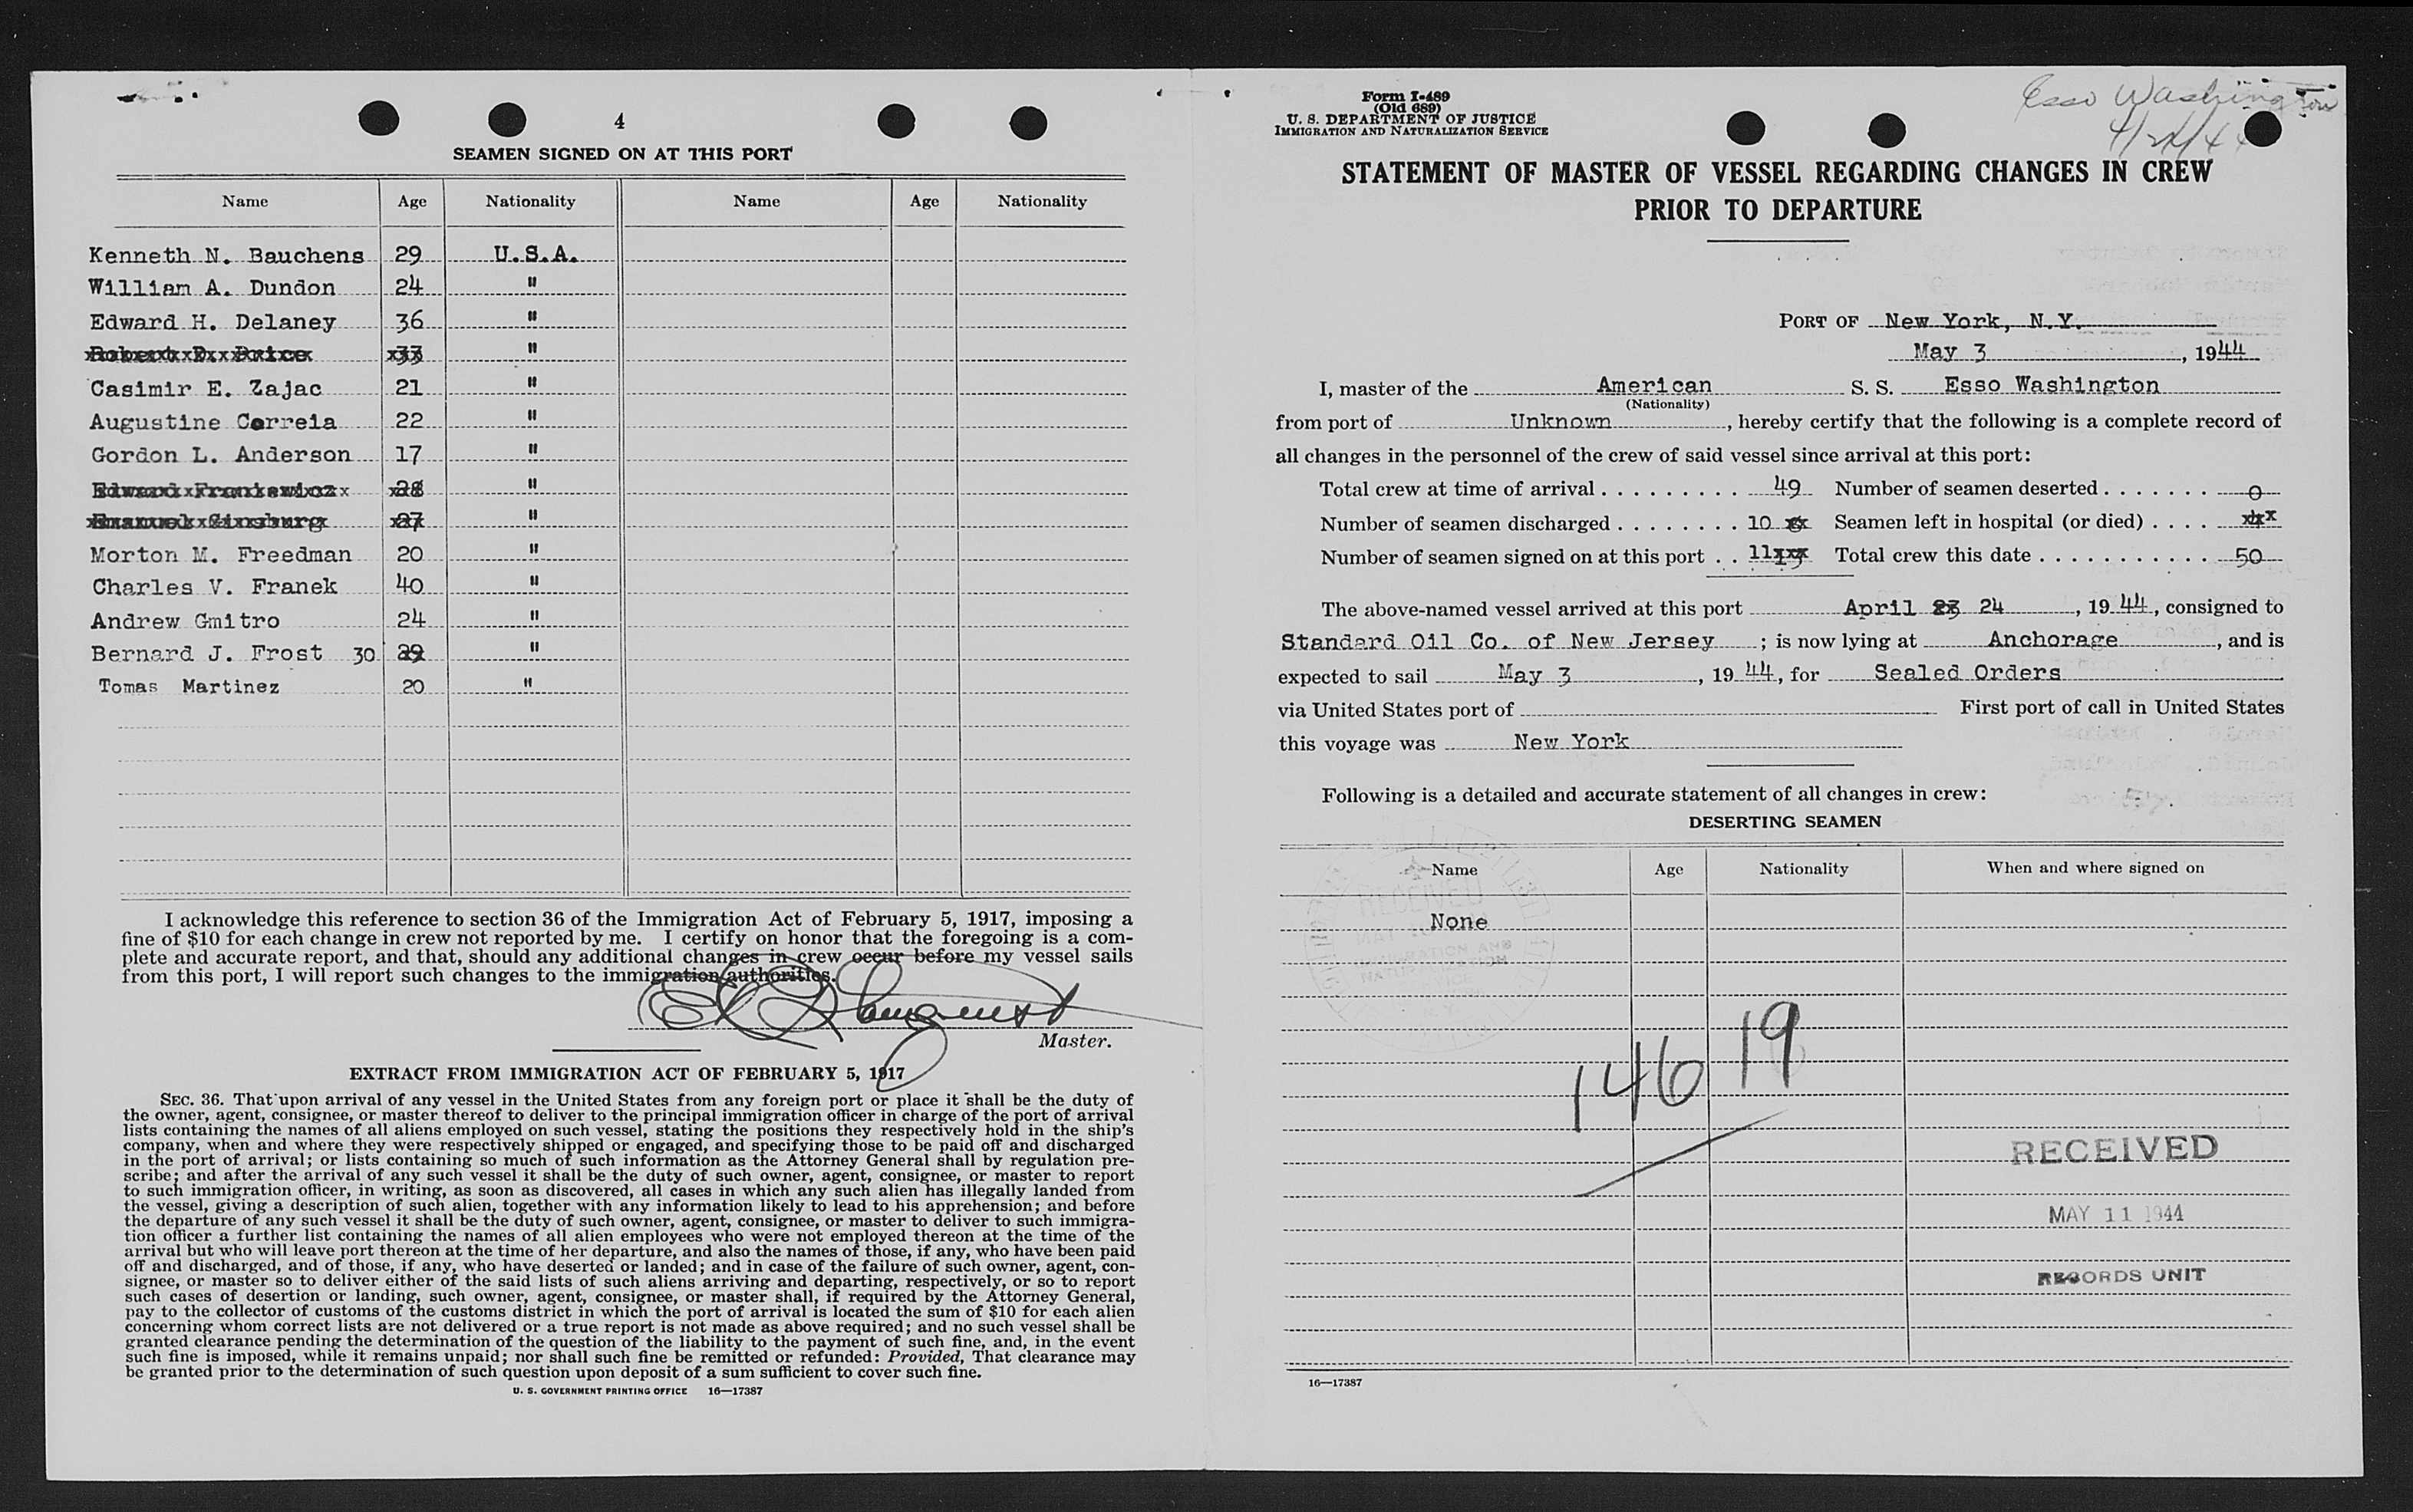 4
SEAMEN SIGNED ON AT THIS PORT
Name Age Nationality Name Age Nationality
Kenneth N. Bauchens 29 U.S.A.
William A. Dundon 24 "
Edward H. Delaney 36 "
Robert D. Price 33 "
Casimir E. Zajac 21 "
Augustine Correia 22 "
Gordon L. Anderson 17 "
Edward Frankewicz 28 "
Emanuel Ginsburg 27 "
Morton M. Freedman 20 "
Charles V. Franek 40 "
Andrew Gmitro 24 "
Bernard J. Frost 30 29 "
Tomas Martinez 20 "
I acknowledge this reference to section 36 of the Immigration Act of February 5, 1917, imposing a
fine of $10 for each change in crew not reported by me. I certify on honor that the foregoing is a com-
plete and accurate report, and that, should any additional changes in crew occur before my vessel sails
from this port, I will report such changes to the immigration authorities.
Master.
EXTRACT FROM IMMIGRATION ACT OF FEBRUARY 5, 1917
SEC. 36. That upon arrival of any vessel in the United States from any foreign port or place it shall be the duty of
the owner, agent, consignee, or master thereof to deliver to the principal immigration officer in charge of the port of arrival
lists containing the names of all aliens employed on such vessel, stating the positions they respectively hold in the ship's
company, when and where they were respectively shipped or engaged, and specifying those to be paid off and discharged
in the port of arrival; or lists containing so much of such information as the Attorney General shall by regulation pre-
scribe; and after the arrival of any such vessel it shall be the duty of such owner, agent, consignee, or master to report
to such immigration officer, in writing, as soon as discovered, all cases in which any such alien has illegally landed from
the vessel, giving a description of such alien, together with any information likely to lead to his apprehension; and before
the departure of any such vessel it shall be the duty of such owner, agent, consignee, or master to deliver to such immigra-
tion officer a further list containing the names of all alien employees who were not employed thereon at the time of the
arrival but who will leave port thereon at the time of her departure, and also the names of those, if any, who have been paid
off and discharged, and of those, if any, who have deserted or landed; and in case of the failure of such owner, agent, con-
signee, or master so to deliver either of the said lists of such aliens arriving and departing, respectively, or so to report
such cases of desertion or landing, such owner, agent, consignee, or master shall, if required by the Attorney General,
pay to the collector of customs of the customs district in which the port of arrival is located the sum of $10 for each alien
concerning whom correct lists are not delivered or a true report is not made as above required; and no such vessel shall be
granted clearance pending the determination of the question of the liability to the payment of such fine, and, in the event
such fine is imposed, while it remains unpaid; nor shall such fine be remitted or refunded: Provided, That clearance may
be granted prior to the determination of such question upon deposit of a sum sufficient to cover such fine.
U. S. GOVERNMENT PRINTING OFFICE 16—17387
Form I-489
(Old 689)
U. S. DEPARTMENT OF JUSTICE
IMMIGRATION AND NATURALIZATION SERVICE
Esso Washington
4/24/44
STATEMENT OF MASTER OF VESSEL REGARDING CHANGES IN CREW
PRIOR TO DEPARTURE
PORT OF New York, N.Y.
May 3, 1944
I, master of the American S. S. Esso Washington
(Nationality)
from port of Unknown, hereby certify that the following is a complete record of
all changes in the personnel of the crew of said vessel since arrival at this port:
Total crew at time of arrival . . . . . . . . . 49 Number of seamen deserted . . . . . . . 0
Number of seamen discharged . . . . . . . . 10 Seamen left in hospital (or died) . . . .
Number of seamen signed on at this port . . 11 Total crew this date . . . . . . . . . . . 50
The above-named vessel arrived at this port April 23 24, 1944, consigned to
Standard Oil Co. of New Jersey; is now lying at Anchorage, and is
expected to sail May 3, 1944, for Sealed Orders
via United States port of First port of call in United States
this voyage was New York
Following is a detailed and accurate statement of all changes in crew:
DESERTING SEAMEN
Name Age Nationality When and where signed on
None
146 19
RECEIVED
MAY 11 1944
RECORDS UNIT
16—17387